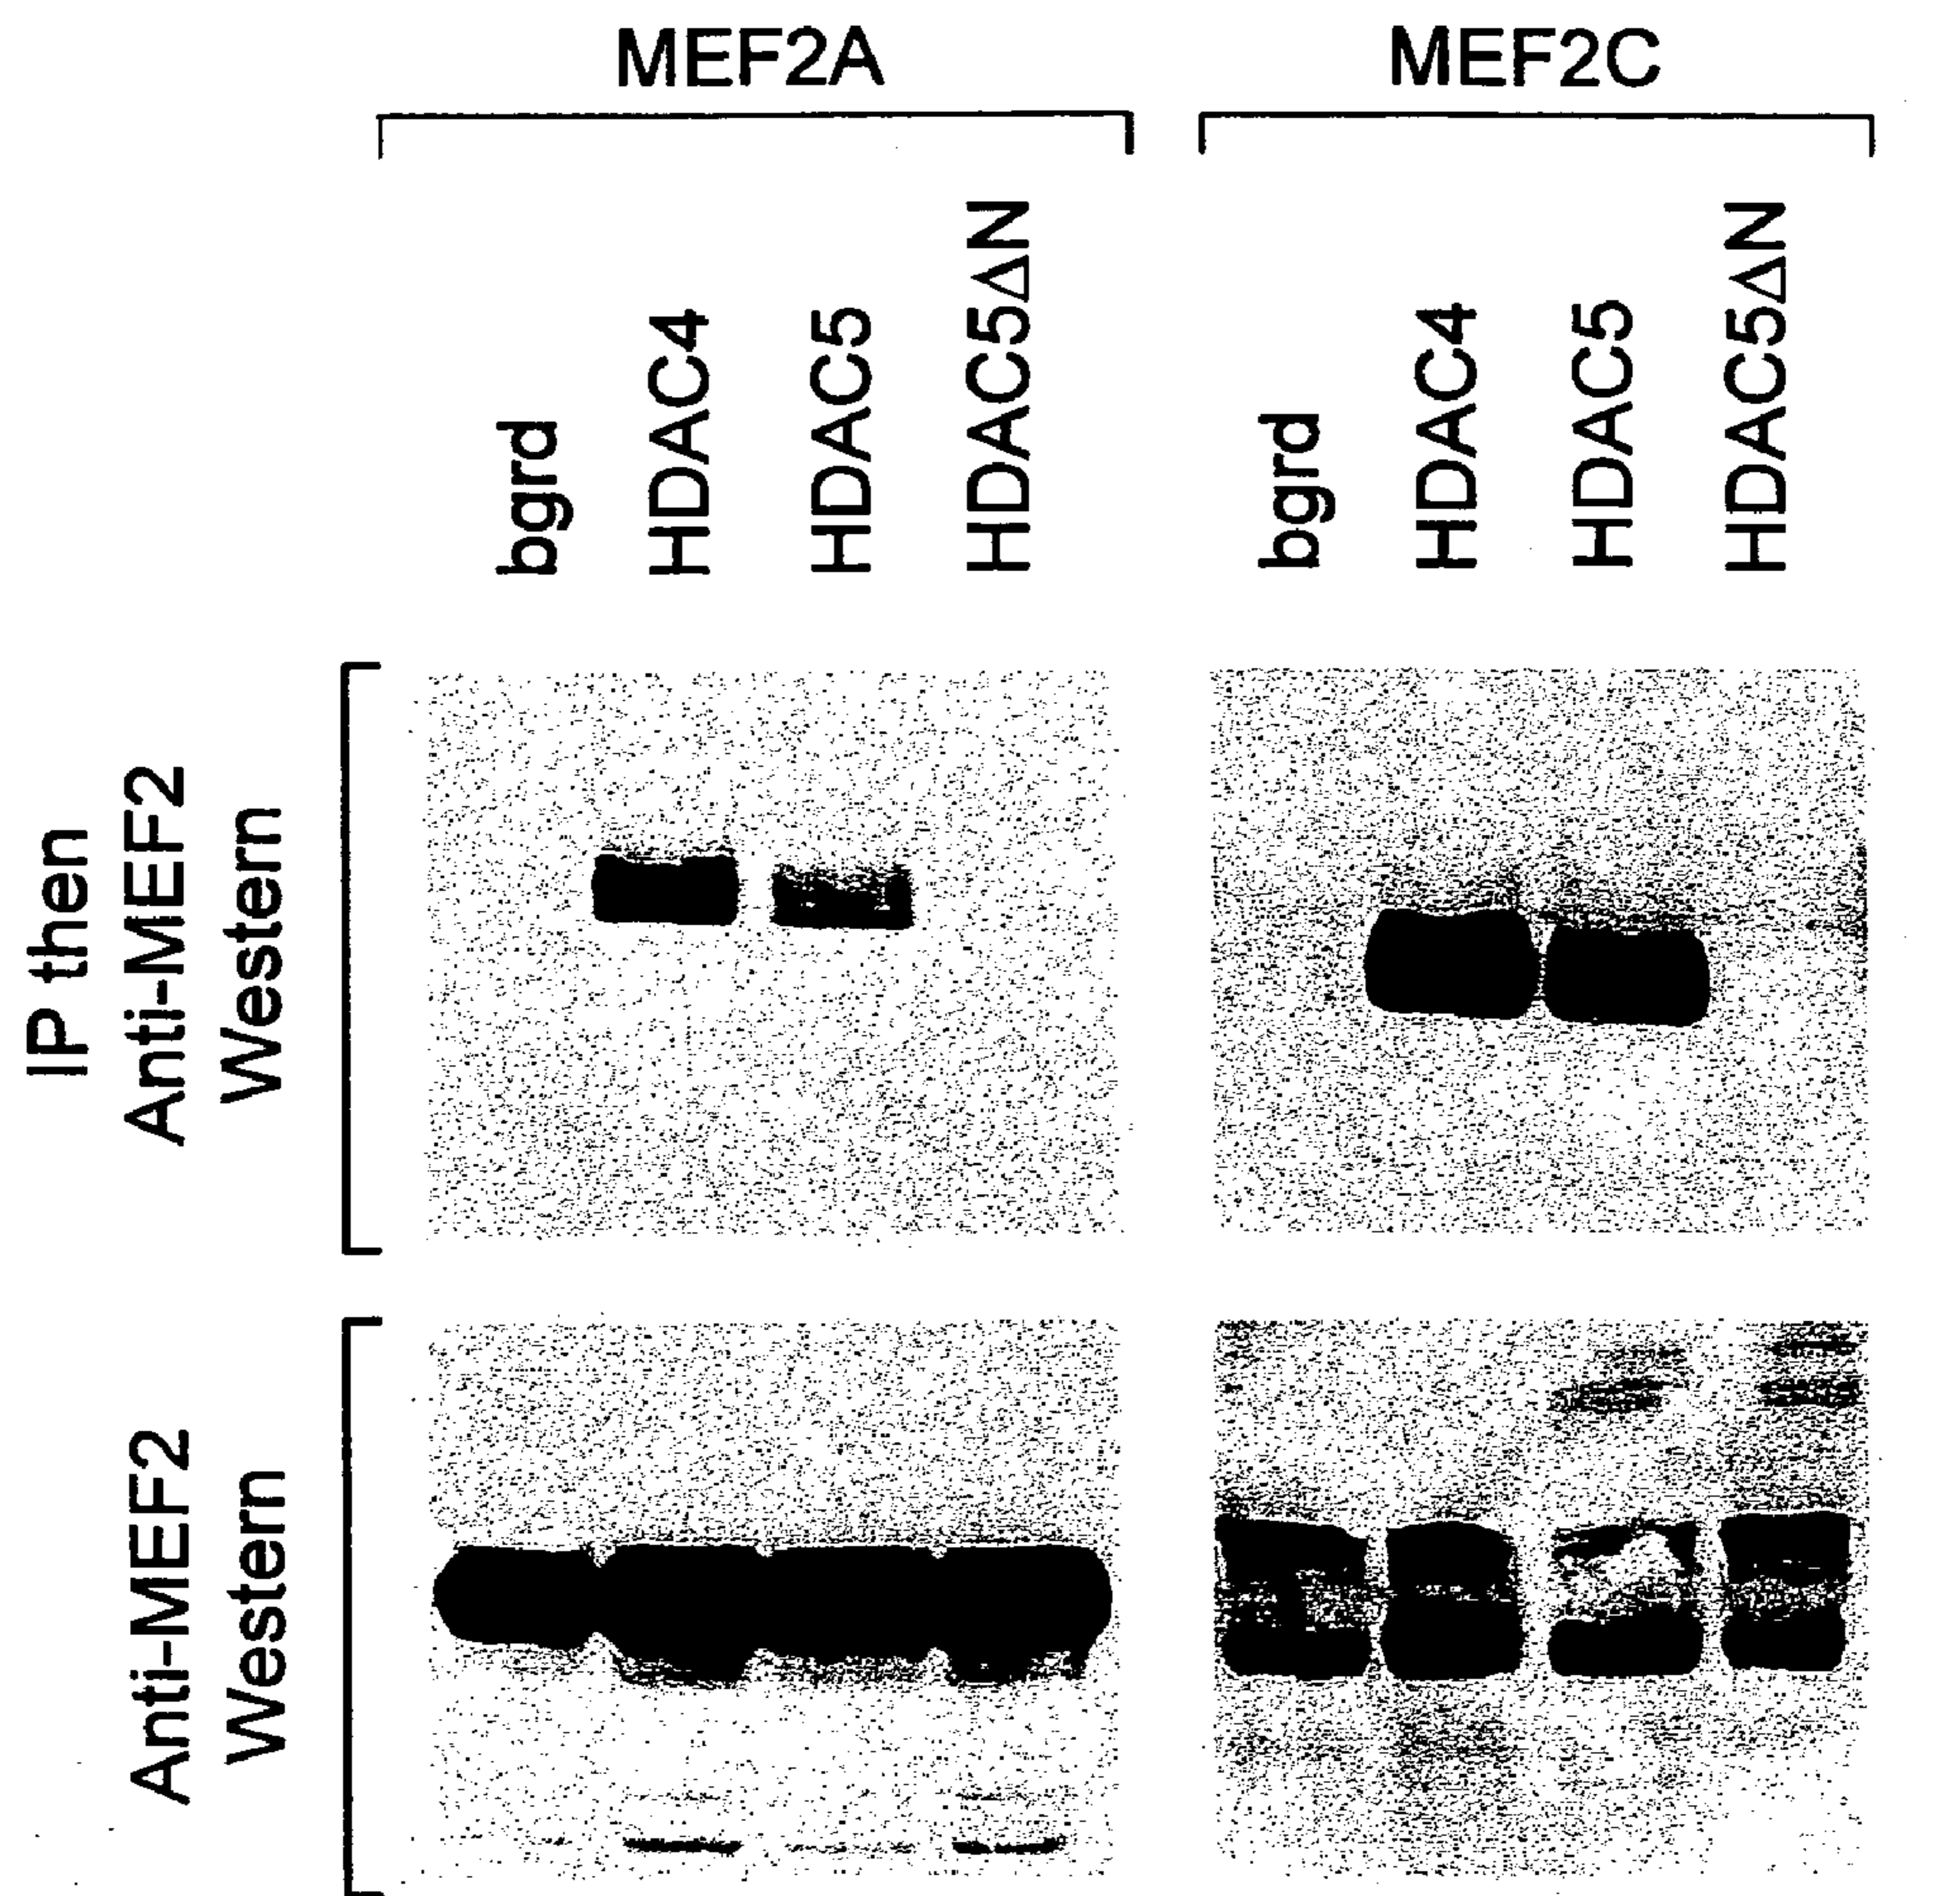 MEF2A
MEF2C
bgrd
HDAC4
HDAC5
HDAC5ΔN
bgrd
HDAC4
HDAC5
HDAC5ΔN
IP then
Anti-MEF2
Western
Anti-MEF2
Western